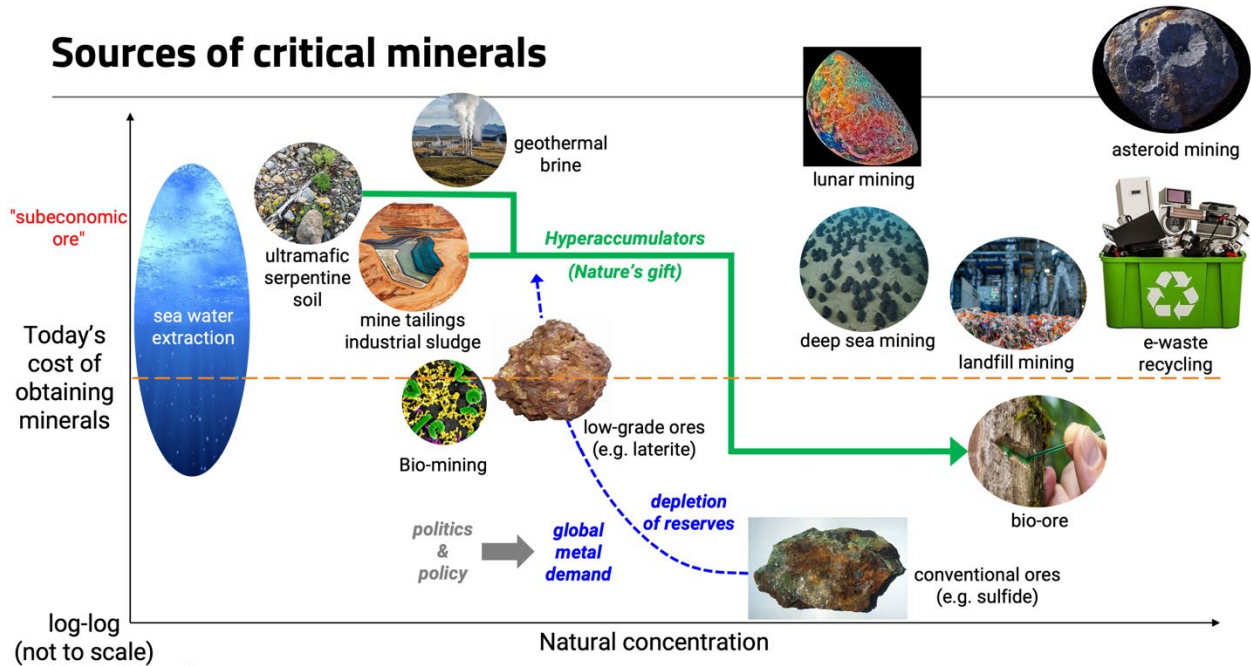 Sources of critical minerals
geothermal
brine
lunar mining
asteroid mining
"subeconomic
ore"
ultramafic
serpentine
soil
Hyperaccumulators
(Nature's gift)
sea water
extraction
mine tailings
industrial sludge
deep sea mining
landfill mining
e-waste
recycling
Today's
cost of
obtaining
minerals
Bio-mining
low-grade ores
(e.g. laterite)
bio-ore
depletion
of reserves
politics
&
policy
global
metal
demand
conventional ores
(e.g. sulfide)
log-log
(not to scale)
Natural concentration